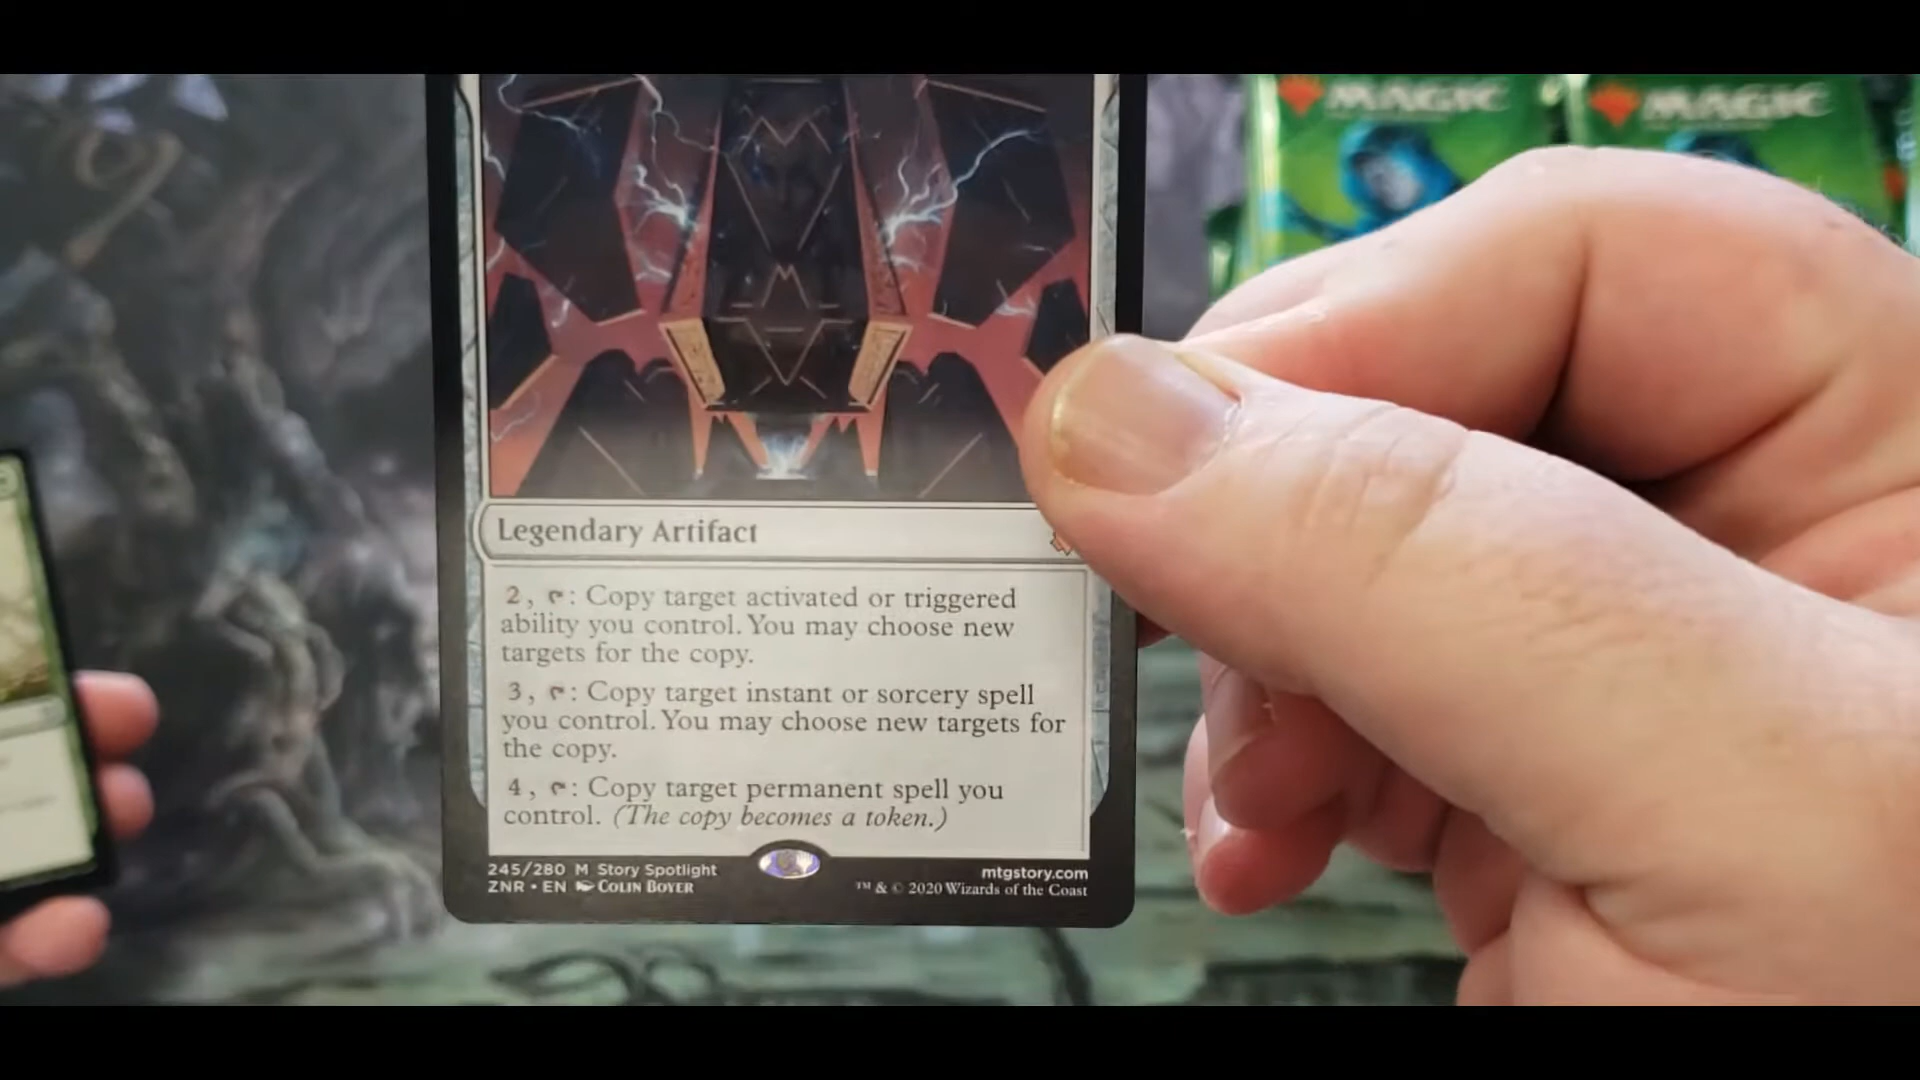 MAGIC
MAGIC
Legendary Artifact
2, : Copy target activated or triggered
ability you control. You may choose new
targets for the copy.
3, : Copy target instant or sorcery spell
you control. You may choose new targets for
the copy.
4, : Copy target permanent spell you
control. (The copy becomes a token.)
245/280 M Story Spotlight
ZNR • EN COLIN BOYER
mtgstory.com
™ & © 2020 Wizards of the Coast